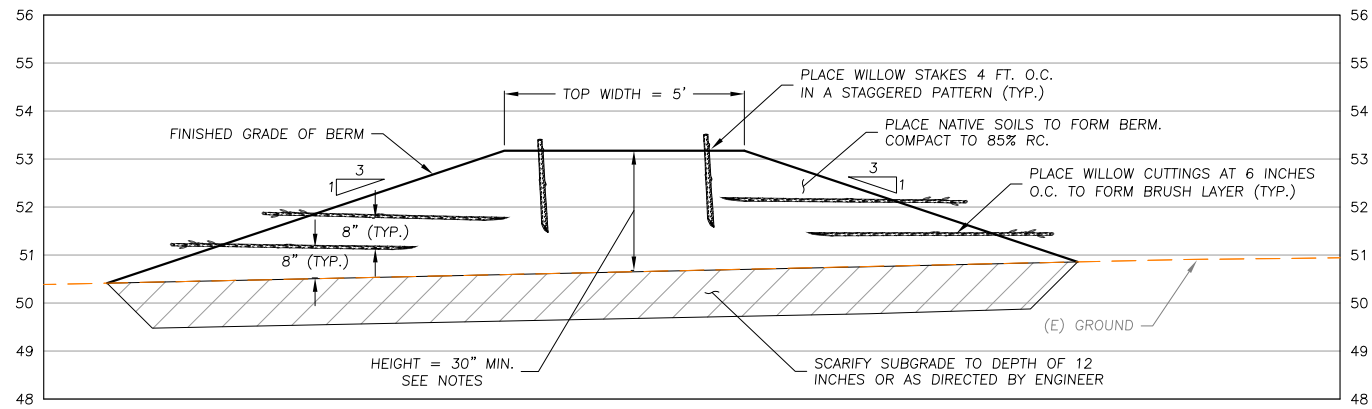 56
55
54
53
52
51
50
49
48
56
55
54
53
52
51
50
49
48
TOP WIDTH = 5'
PLACE WILLOW STAKES 4 FT. O.C.
IN A STAGGERED PATTERN (TYP.)
FINISHED GRADE OF BERM
PLACE NATIVE SOILS TO FORM BERM.
COMPACT TO 85% RC.
3
1
3
1
PLACE WILLOW CUTTINGS AT 6 INCHES
O.C. TO FORM BRUSH LAYER (TYP.)
8" (TYP.)
8" (TYP.)
(E) GROUND
HEIGHT = 30" MIN.
SEE NOTES
SCARIFY SUBGRADE TO DEPTH OF 12
INCHES OR AS DIRECTED BY ENGINEER